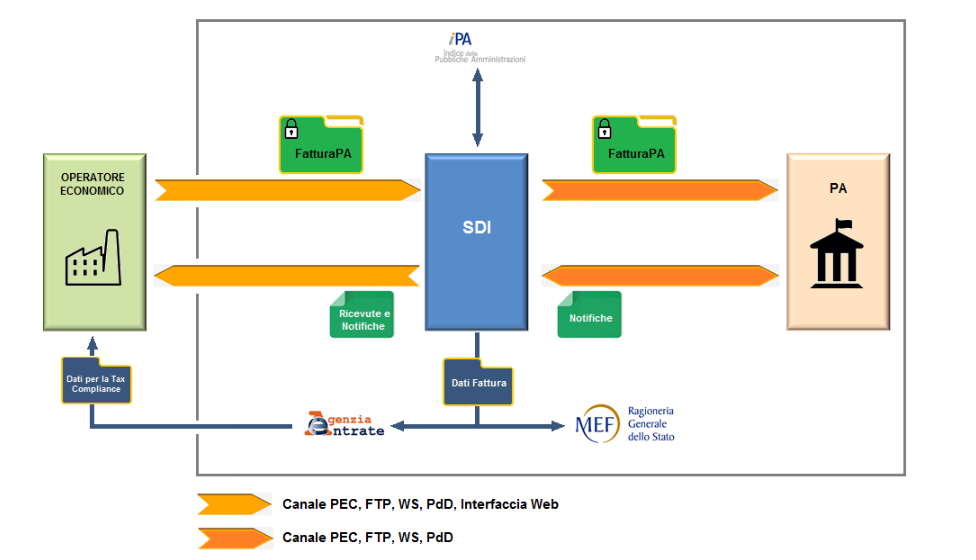 iPA
indice delle
Pubbliche Amministrazioni
FatturaPA
FatturaPA
OPERATORE
ECONOMICO
SDI
PA
Ricevute e
Notifiche
Notifiche
Dati per la Tax
Compliance
Dati Fattura
Agenzia
Entrate
MEF
Ragioneria
Generale
dello Stato
Canale PEC, FTP, WS, PdD, Interfaccia Web
Canale PEC, FTP, WS, PdD